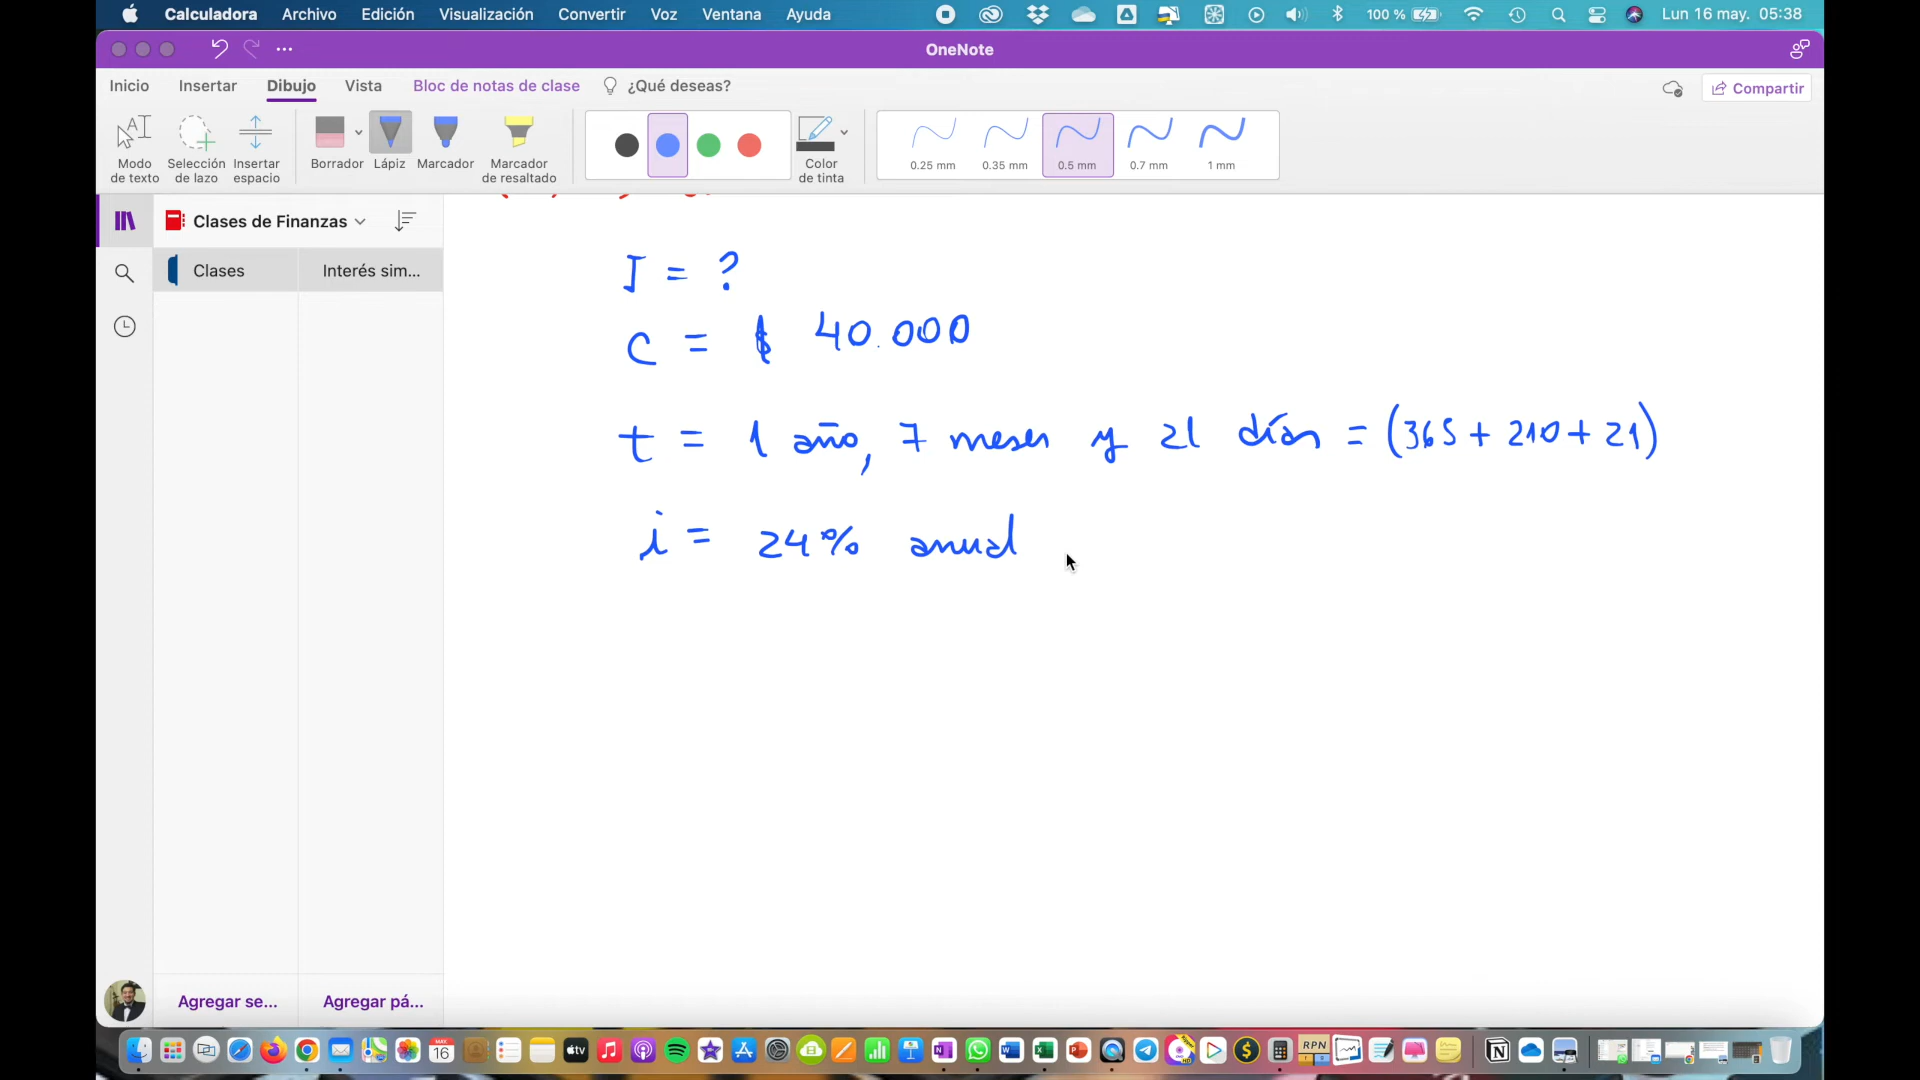 Calculadora Archivo Edición Visualización Convertir Voz Ventana Ayuda 100 % Lun 16 may. 05:38
OneNote
Inicio Insertar Dibujo Vista Bloc de notas de clase ¿Qué deseas? Compartir
Modo de texto
Selección de lazo
Insertar espacio
Borrador
Lápiz
Marcador
Marcador de resaltado
Color de tinta
0.25 mm 0.35 mm 0.5 mm 0.7 mm 1 mm
Clases de Finanzas
Clases Interés sim...
I = ?
C = $ 40.000
t = 1 año, 7 meses y 21 días = (365 + 210 + 21)
i = 24% anual
Agregar se... Agregar pá...
MAY 16
tv
RPN